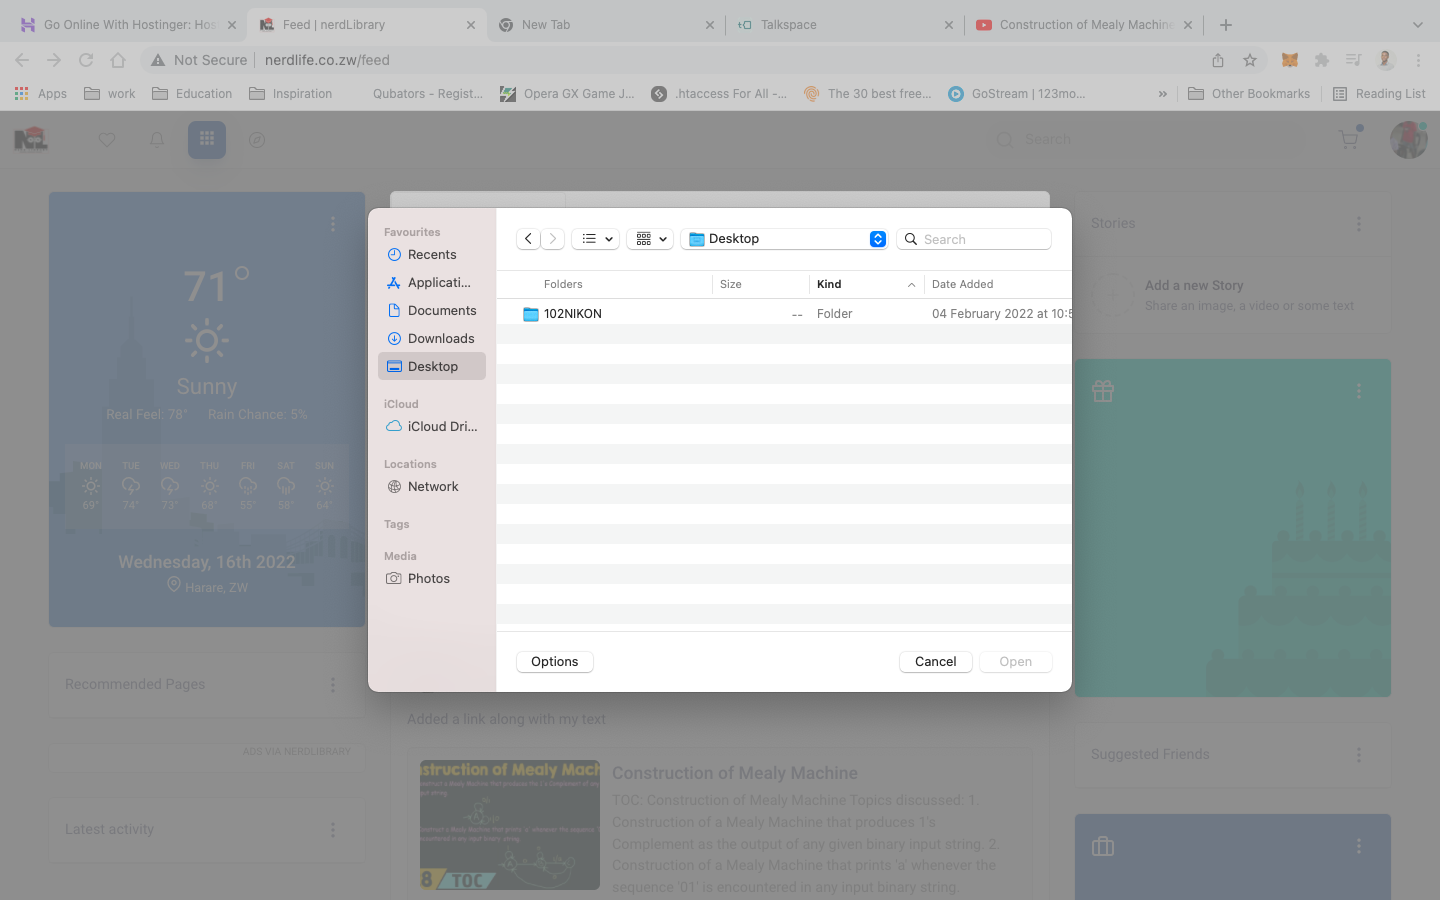 Go Online With Hostinger: Hos
Feed | nerdLibrary
New Tab
Talkspace
Construction of Mealy Machine
Not Secure
nerdlife.co.zw/feed
Apps
work
Education
Inspiration
Qubators - Regist...
Opera GX Game J...
.htaccess For All -...
The 30 best free...
GoStream | 123mo...
»
Other Bookmarks
Reading List
Search
Favourites
Recents
Applicati...
Documents
Downloads
Desktop
iCloud
iCloud Dri...
Locations
Network
Tags
Media
Photos
Desktop
Search
Folders
Size
Kind
Date Added
102NIKON
--
Folder
04 February 2022 at 10:5
Options
Cancel
Open
71°
Sunny
Real Feel: 78°
Rain Chance: 5%
MON TUE WED THU FRI SAT SUN
69° 74° 73° 68° 55° 58° 64°
Wednesday, 16th 2022
Harare, ZW
Recommended Pages
ADS VIA NERDLIBRARY
Latest activity
Added a link along with my text
Construction of Mealy Mach
8 TOC
Construction of Mealy Machine
TOC: Construction of Mealy Machine Topics discussed: 1.
Construction of a Mealy Machine that produces 1's
Complement as the output of any given binary input string. 2.
Construction of a Mealy Machine that prints 'a' whenever the
sequence '01' is encountered in any input binary string.
Stories
Add a new Story
Share an image, a video or some text
Suggested Friends